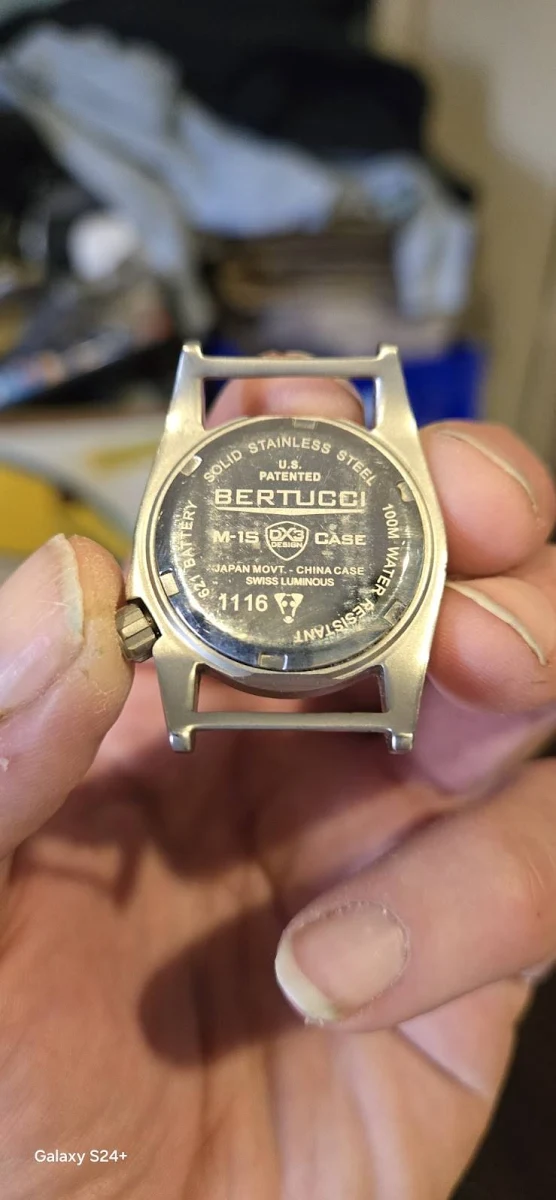 SOLID STAINLESS STEEL
U.S.
PATENTED
BERTUCCI
M-1S DX3 DESIGN CASE
JAPAN MOVT. - CHINA CASE
SWISS LUMINOUS
1116
100M WATER RESISTANT
621 BATTERY
Galaxy S24+